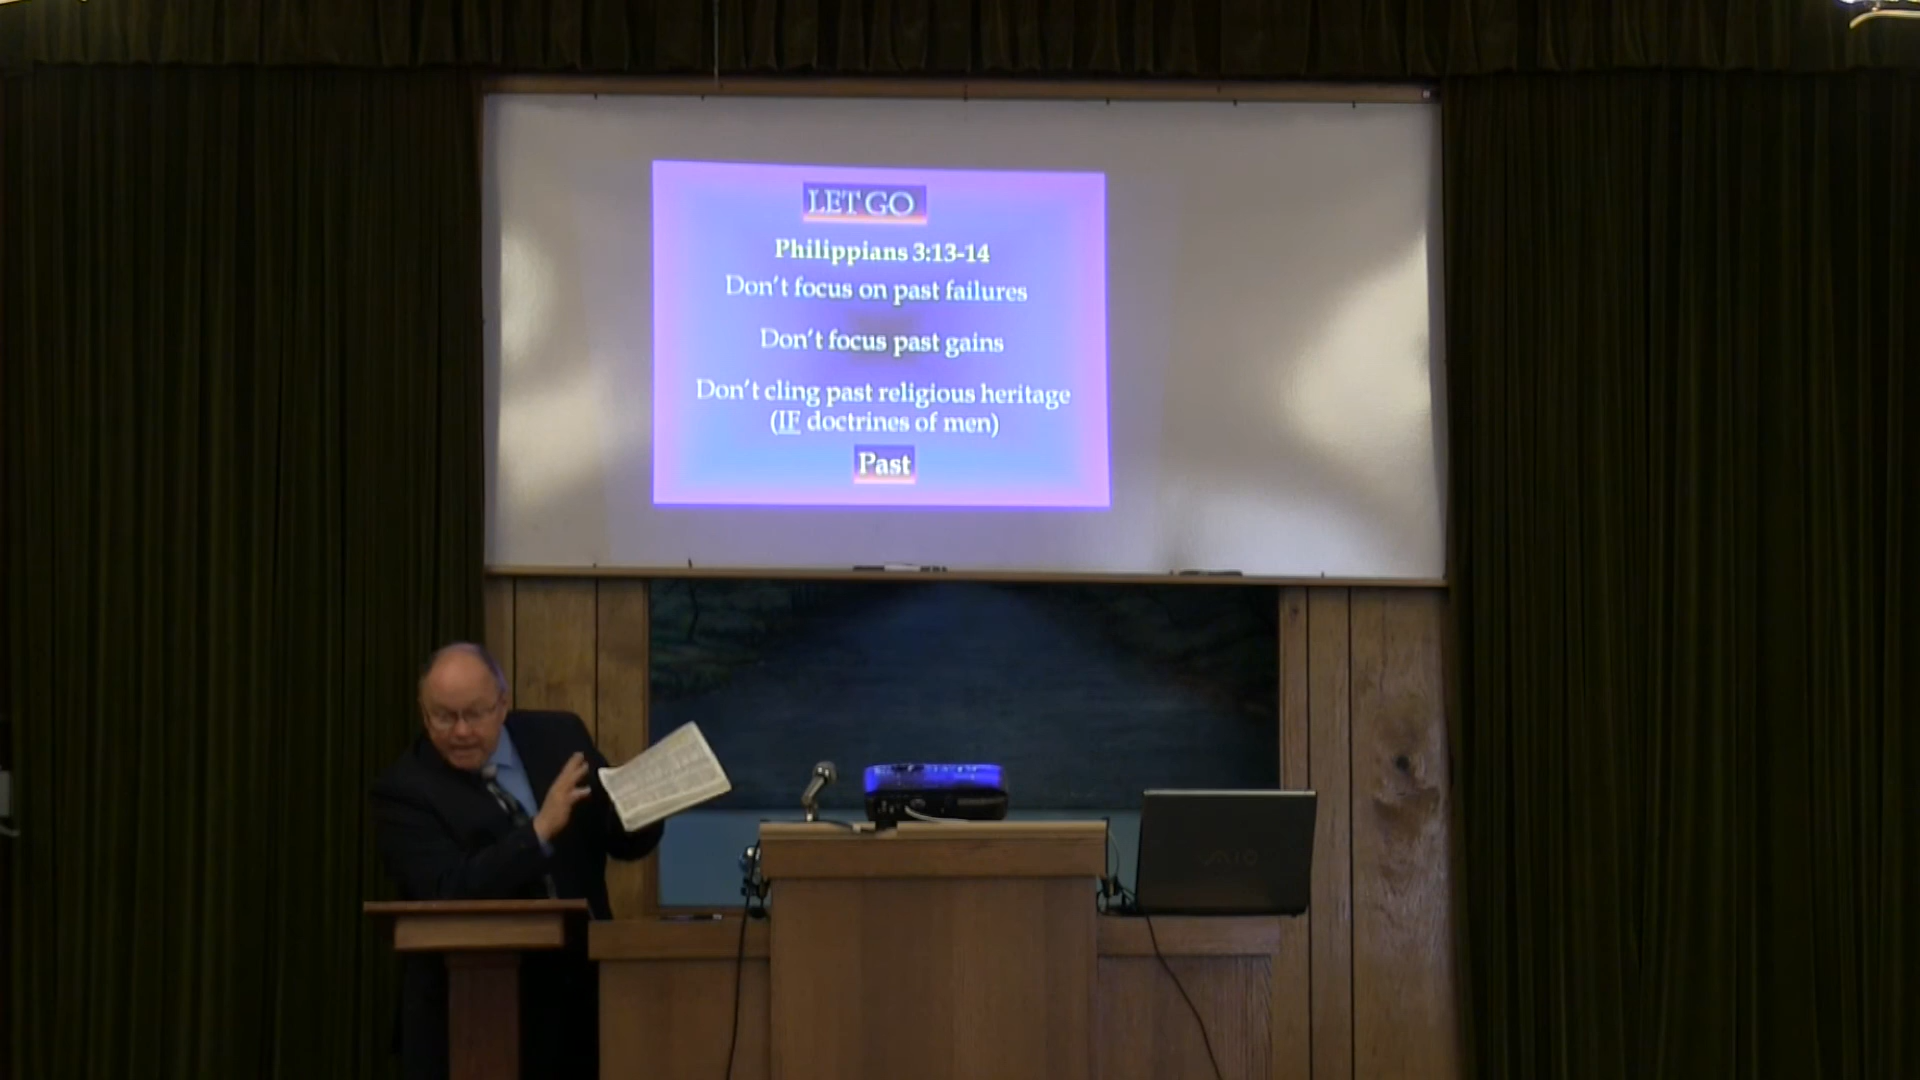 LET GO
Philippians 3:13-14
Don't focus on past failures
Don't focus past gains
Don't cling past religious heritage
(IF doctrines of men)
Past
VAIO